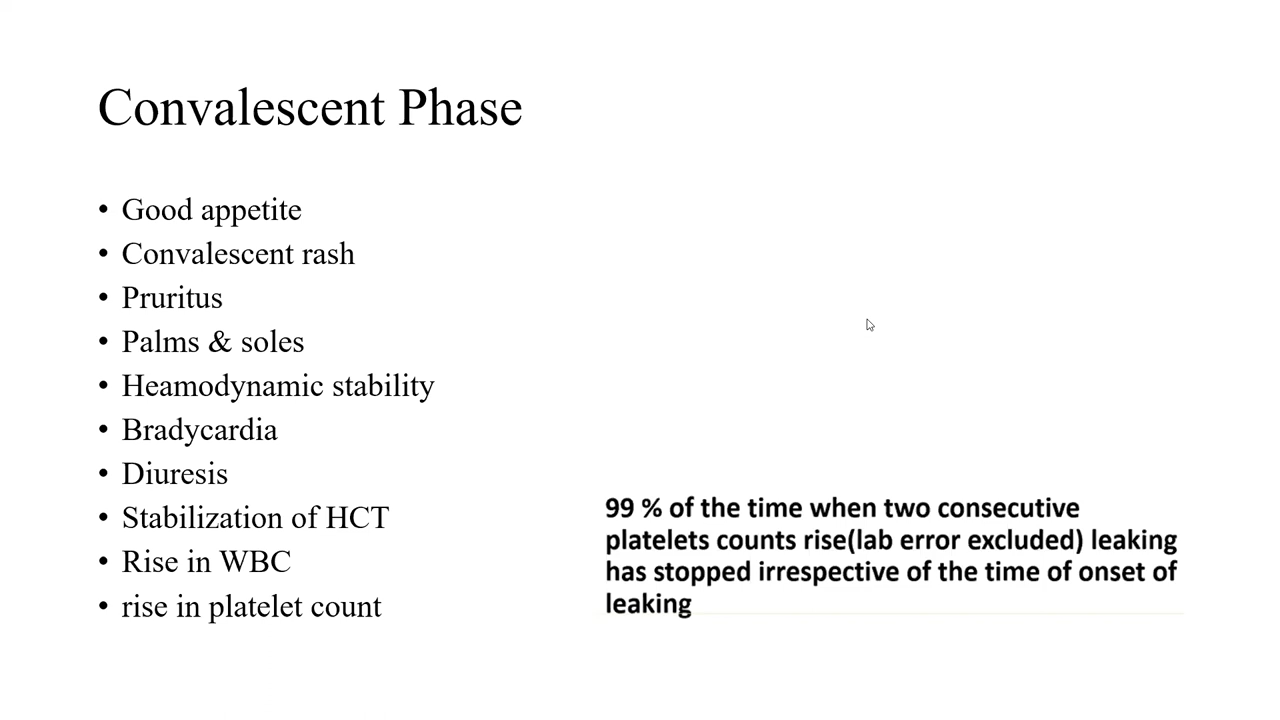 Convalescent Phase
• Good appetite
• Convalescent rash
• Pruritus
• Palms & soles
• Heamodynamic stability
• Bradycardia
• Diuresis
• Stabilization of HCT
• Rise in WBC
• rise in platelet count
99 % of the time when two consecutive
platelets counts rise(lab error excluded) leaking
has stopped irrespective of the time of onset of
leaking